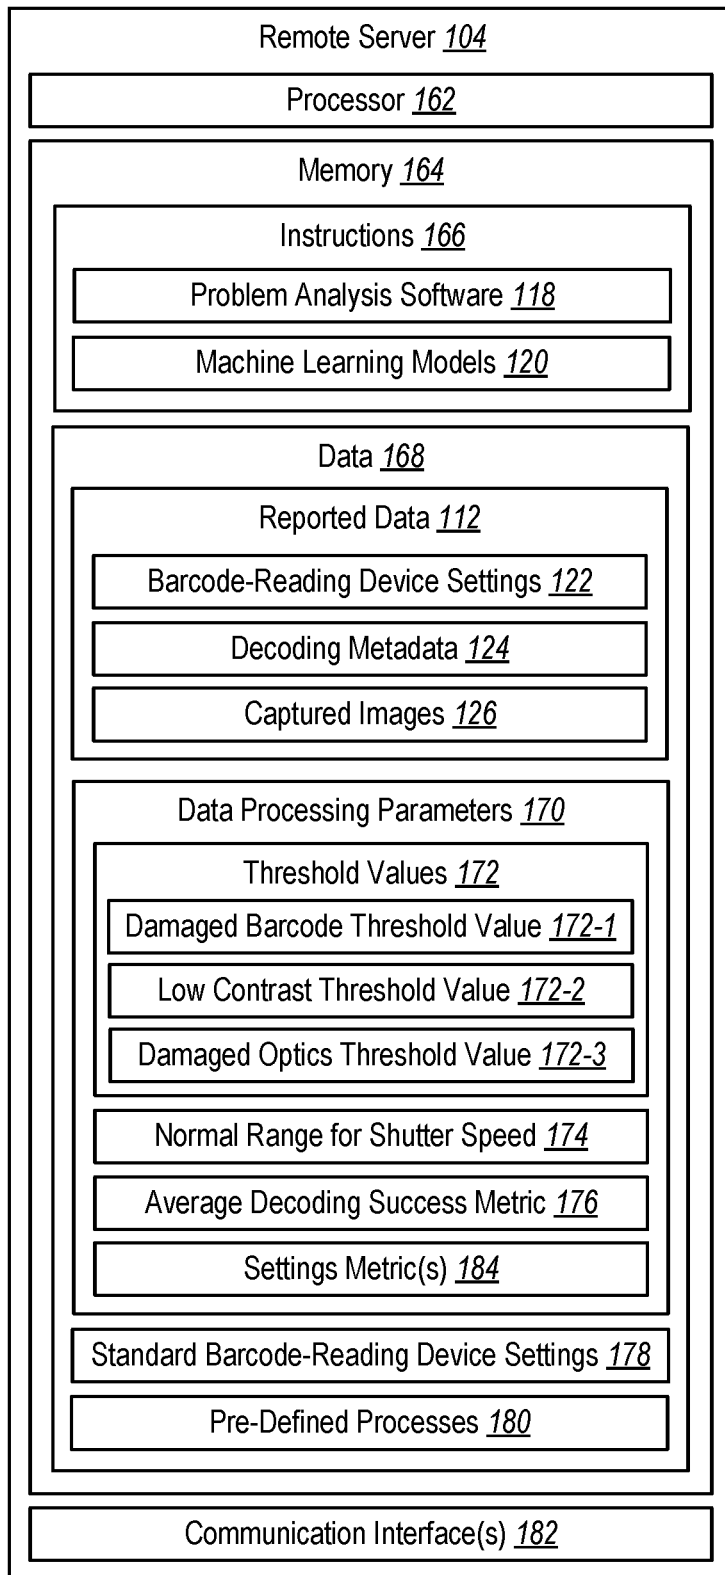 Remote Server 104
Processor 162
Memory 164
Instructions 166
Problem Analysis Software 118
Machine Learning Models 120
Data 168
Reported Data 112
Barcode-Reading Device Settings 122
Decoding Metadata 124
Captured Images 126
Data Processing Parameters 170
Threshold Values 172
Damaged Barcode Threshold Value 172-1
Low Contrast Threshold Value 172-2
Damaged Optics Threshold Value 172-3
Normal Range for Shutter Speed 174
Average Decoding Success Metric 176
Settings Metric(s) 184
Standard Barcode-Reading Device Settings 178
Pre-Defined Processes 180
Communication Interface(s) 182